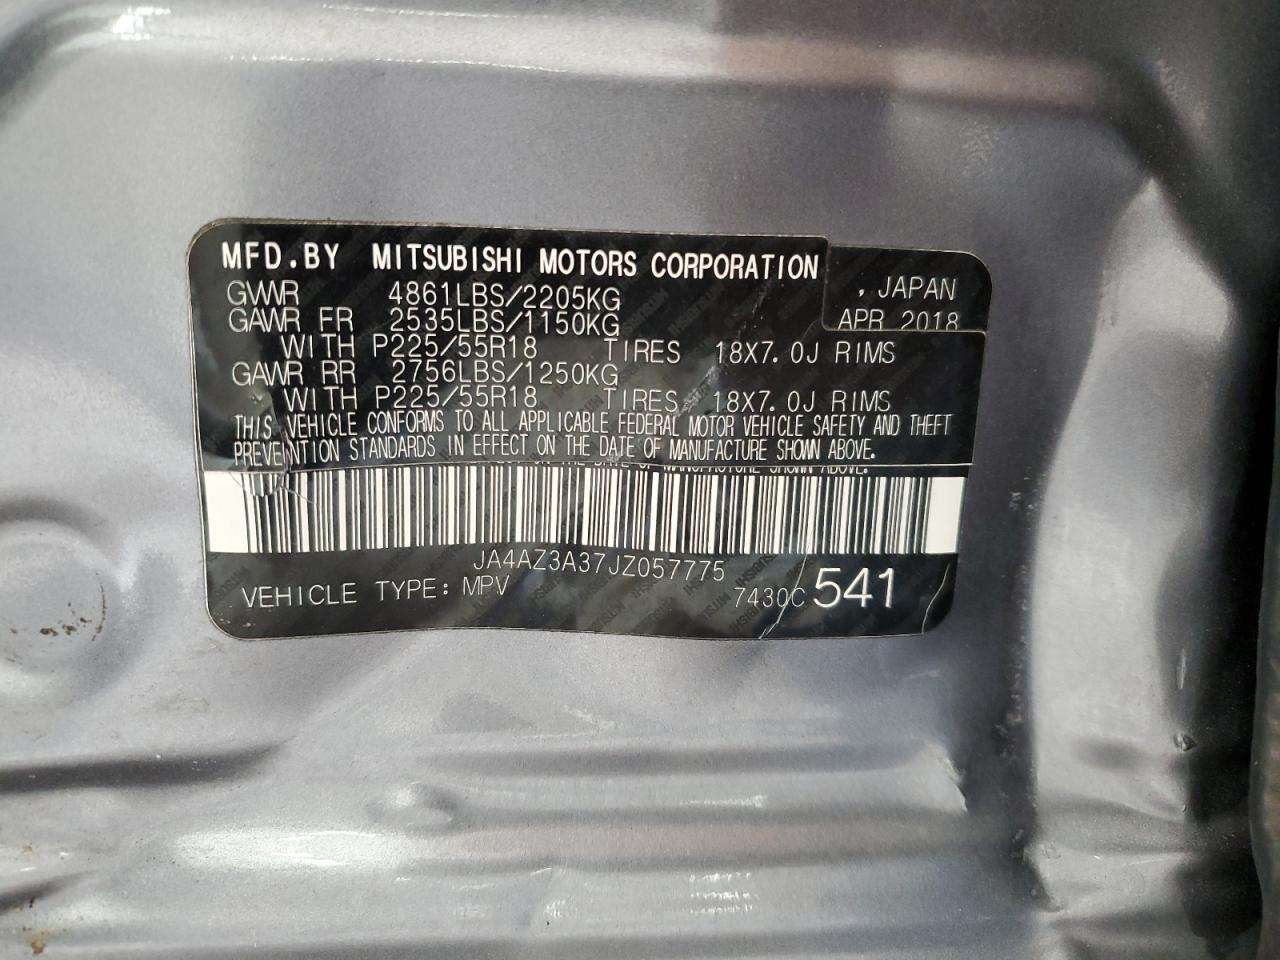 MFD.BY MITSUBISHI MOTORS CORPORATION
, JAPAN
APR 2018
GVWR 4861LBS/2205KG
GAWR FR 2535LBS/1150KG
WITH P225/55R18 TIRES 18X7.0J RIMS
GAWR RR 2756LBS/1250KG
WITH P225/55R18 TIRES 18X7.0J RIMS
THIS VEHICLE CONFORMS TO ALL APPLICABLE FEDERAL MOTOR VEHICLE SAFETY AND THEFT
PREVENTION STANDARDS IN EFFECT ON THE DATE OF MANUFACTURE SHOWN ABOVE.
JA4AZ3A37JZ057775
VEHICLE TYPE: MPV 7430C 541